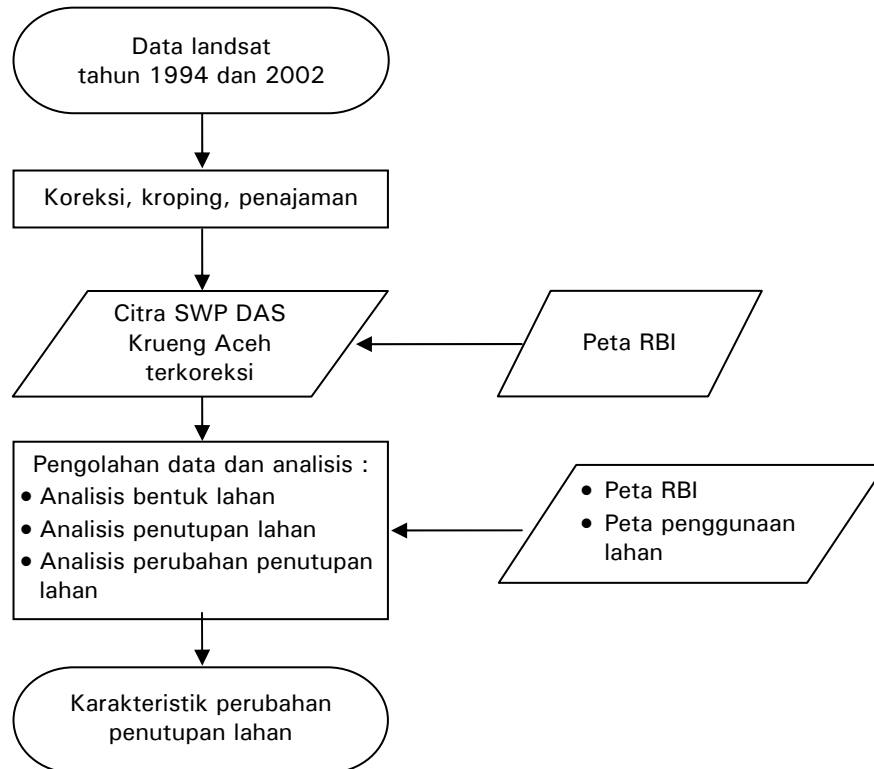 Data landsat
tahun 1994 dan 2002
Koreksi, kroping, penajaman
Citra SWP DAS
Krueng Aceh
terkoreksi
Peta RBI
Pengolahan data dan analisis :
• Analisis bentuk lahan
• Analisis penutupan lahan
• Analisis perubahan penutupan
lahan
• Peta RBI
• Peta penggunaan
lahan
Karakteristik perubahan
penutupan lahan